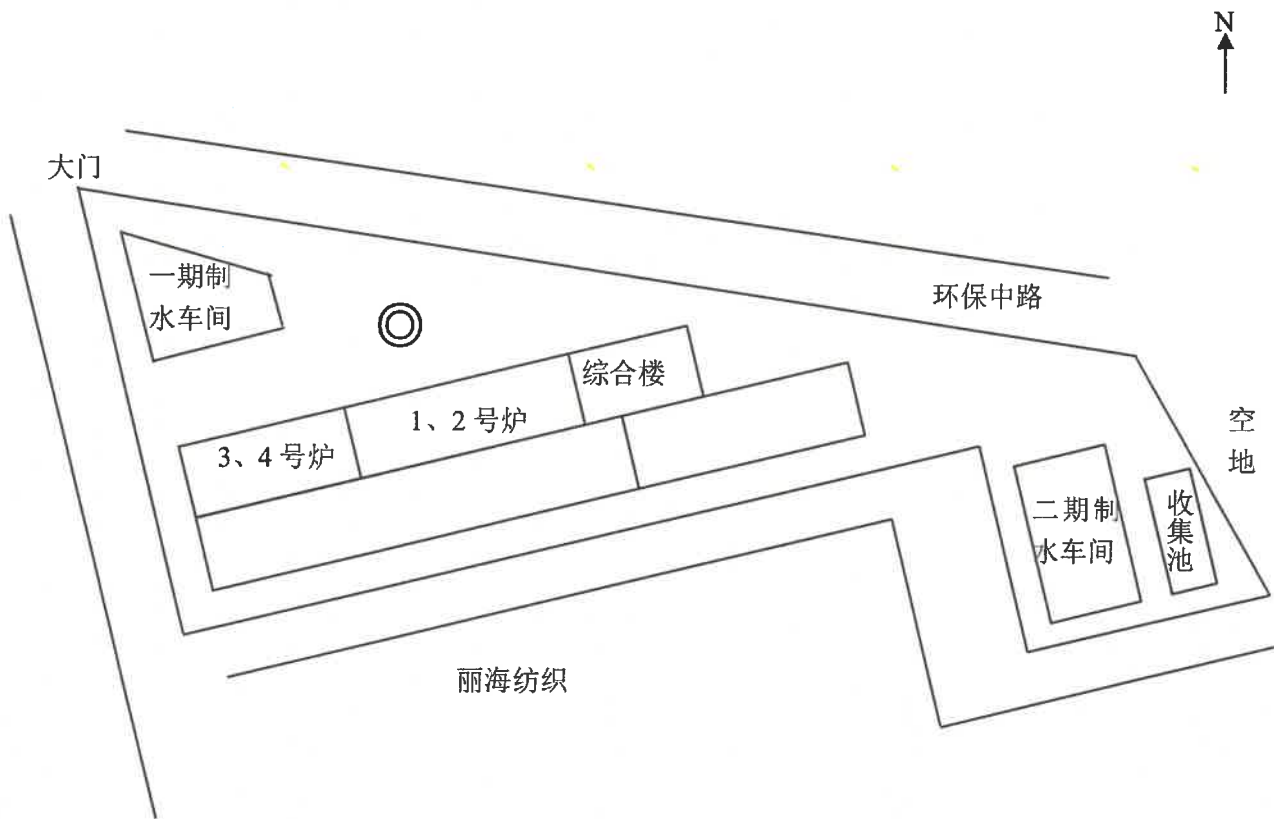 N
大门
一期制
水车间
环保中路
综合楼
1、2 号炉
3、4 号炉
空
地
二期制
水车间
收
集
池
丽海纺织